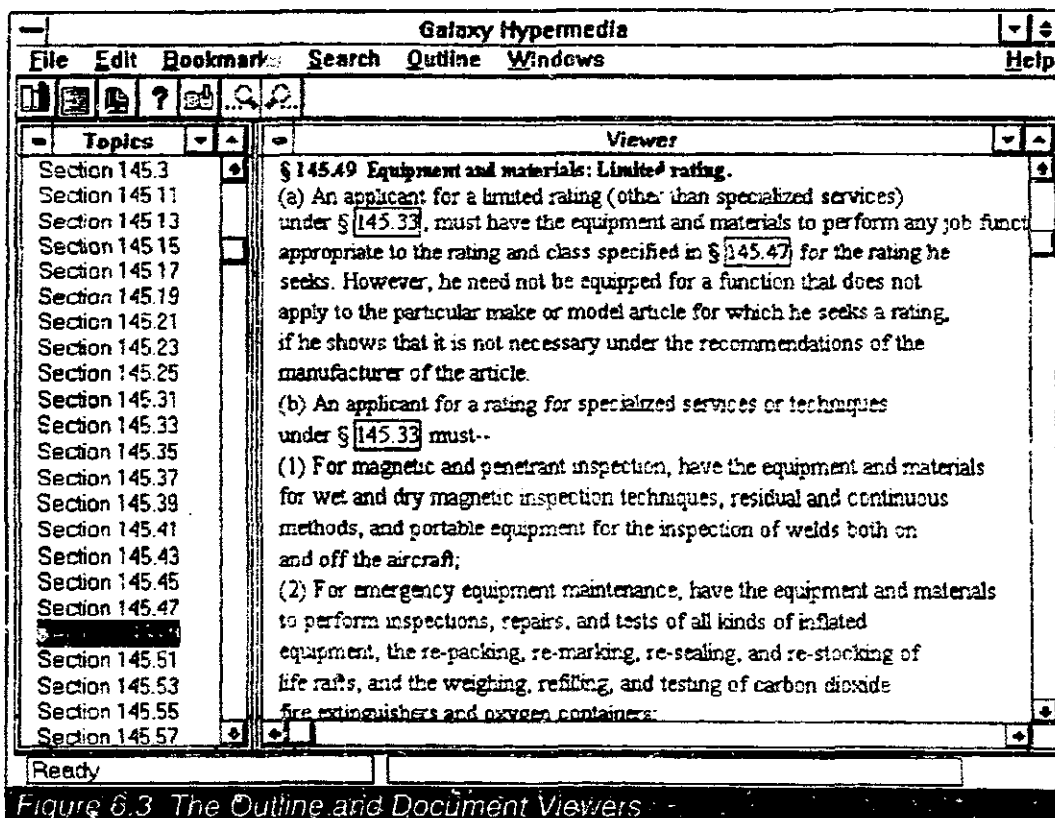 Galaxy Hypermedia
File Edit Bookmarks Search Outline Windows Help
?
Topics
Section 145.3
Section 145 11
Section 145 13
Section 145 15
Section 145 17
Section 145.19
Section 145.21
Section 145.23
Section 145.25
Section 145.31
Section 145.33
Section 145.35
Section 145.37
Section 145.39
Section 145.41
Section 145.43
Section 145.45
Section 145.47
Section 145.51
Section 145.53
Section 145.55
Section 145.57
Viewer
§ 145.49 Equipment and materials: Limited rating.
(a) An applicant for a limited rating (other than specialized services)
under § 145.33, must have the equipment and materials to perform any job funct
appropriate to the rating and class specified in § 145.47 for the rating he
seeks. However, he need not be equipped for a function that does not
apply to the particular make or model article for which he seeks a rating,
if he shows that it is not necessary under the recommendations of the
manufacturer of the article.
(b) An applicant for a rating for specialized services or techniques
under § 145.33 must--
(1) For magnetic and penetrant inspection, have the equipment and materials
for wet and dry magnetic inspection techniques, residual and continuous
methods, and portable equipment for the inspection of welds both on
and off the aircraft;
(2) For emergency equipment maintenance, have the equipment and materials
to perform inspections, repairs, and tests of all kinds of inflated
equipment, the re-packing, re-marking, re-sealing, and re-stocking of
life rafts, and the weighing, refilling, and testing of carbon dioxide
fire extinguishers and oxygen containers;
Ready
Figure 6.3 The Outline and Document Viewers